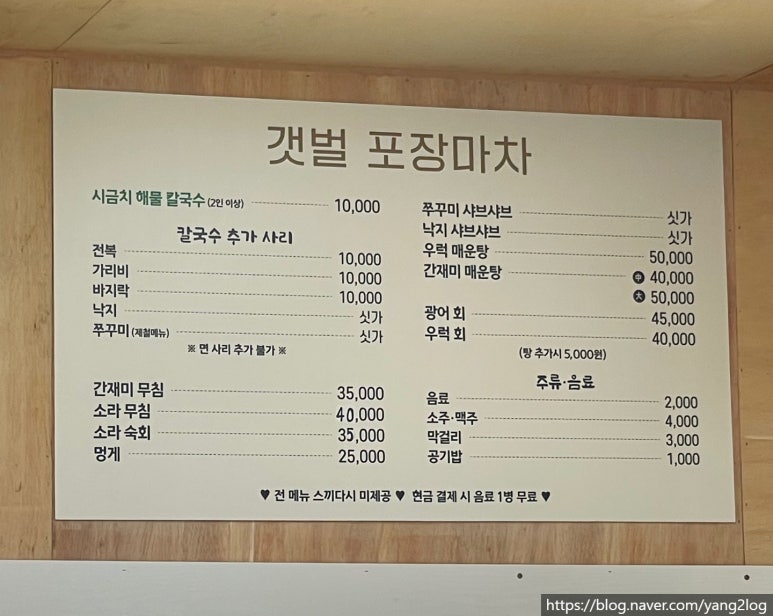 갯벌 포장마차
시금치 해물 칼국수 (2인 이상) 10,000
칼국수 추가 사리
전복 10,000
가리비 10,000
바지락 10,000
낙지 싯가
쭈꾸미 (제철메뉴) 싯가
※ 면 사리 추가 불가 ※
간재미 무침 35,000
소라 무침 40,000
소라 숙회 35,000
멍게 25,000
쭈꾸미 샤브샤브 싯가
낙지 샤브샤브 싯가
우럭 매운탕 50,000
간재미 매운탕 中 40,000
大 50,000
광어 회 45,000
우럭 회 40,000
(탕 추가시 5,000원)
주류·음료
음료 2,000
소주·맥주 4,000
막걸리 3,000
공기밥 1,000
♥ 전 메뉴 스끼다시 미제공 ♥ 현금 결제 시 음료 1병 무료 ♥
https://blog.naver.com/yang2log